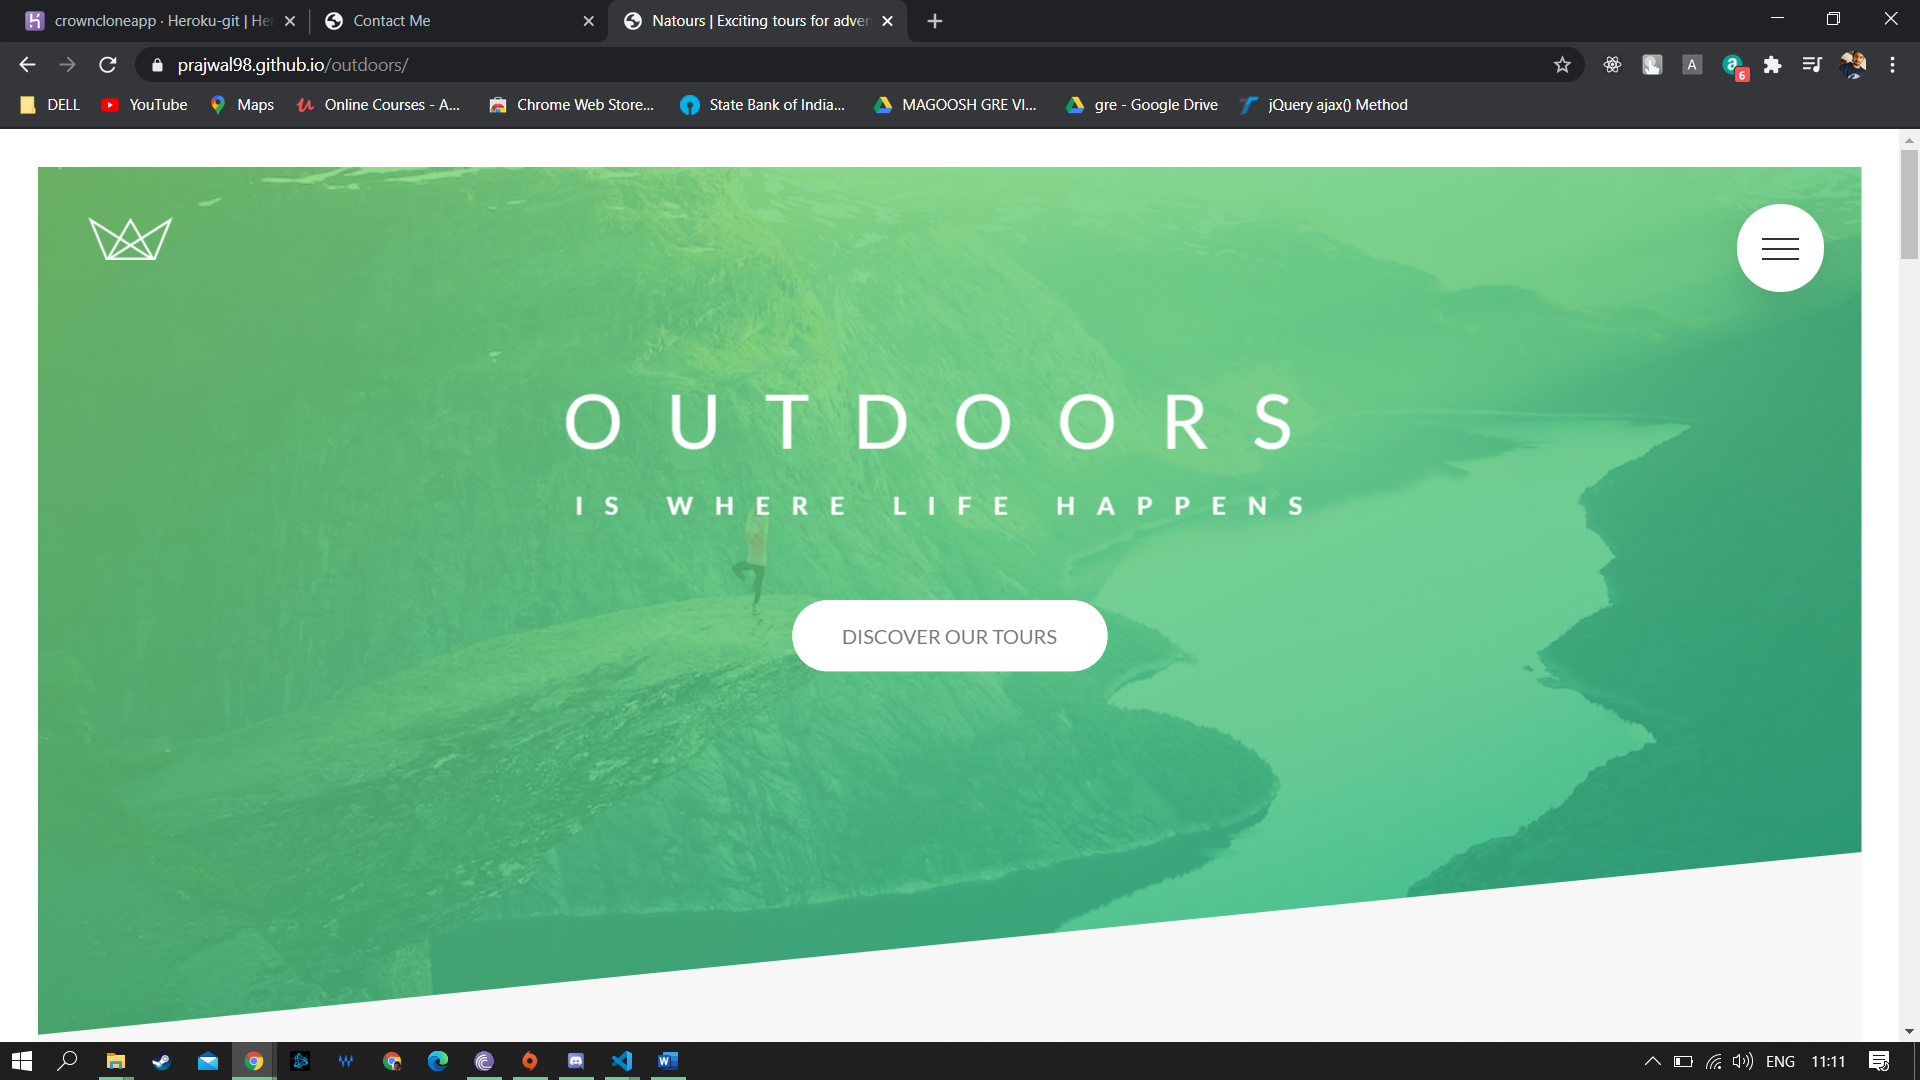 crowncloneapp · Heroku-git | He
Contact Me
Natours | Exciting tours for adven
prajwal98.github.io/outdoors/
A
6
DELL
YouTube
Maps
Online Courses - A...
Chrome Web Store...
State Bank of India...
MAGOOSH GRE VI...
gre - Google Drive
jQuery ajax() Method
OUTDOORS
IS WHERE LIFE HAPPENS
DISCOVER OUR TOURS
ENG
11:11